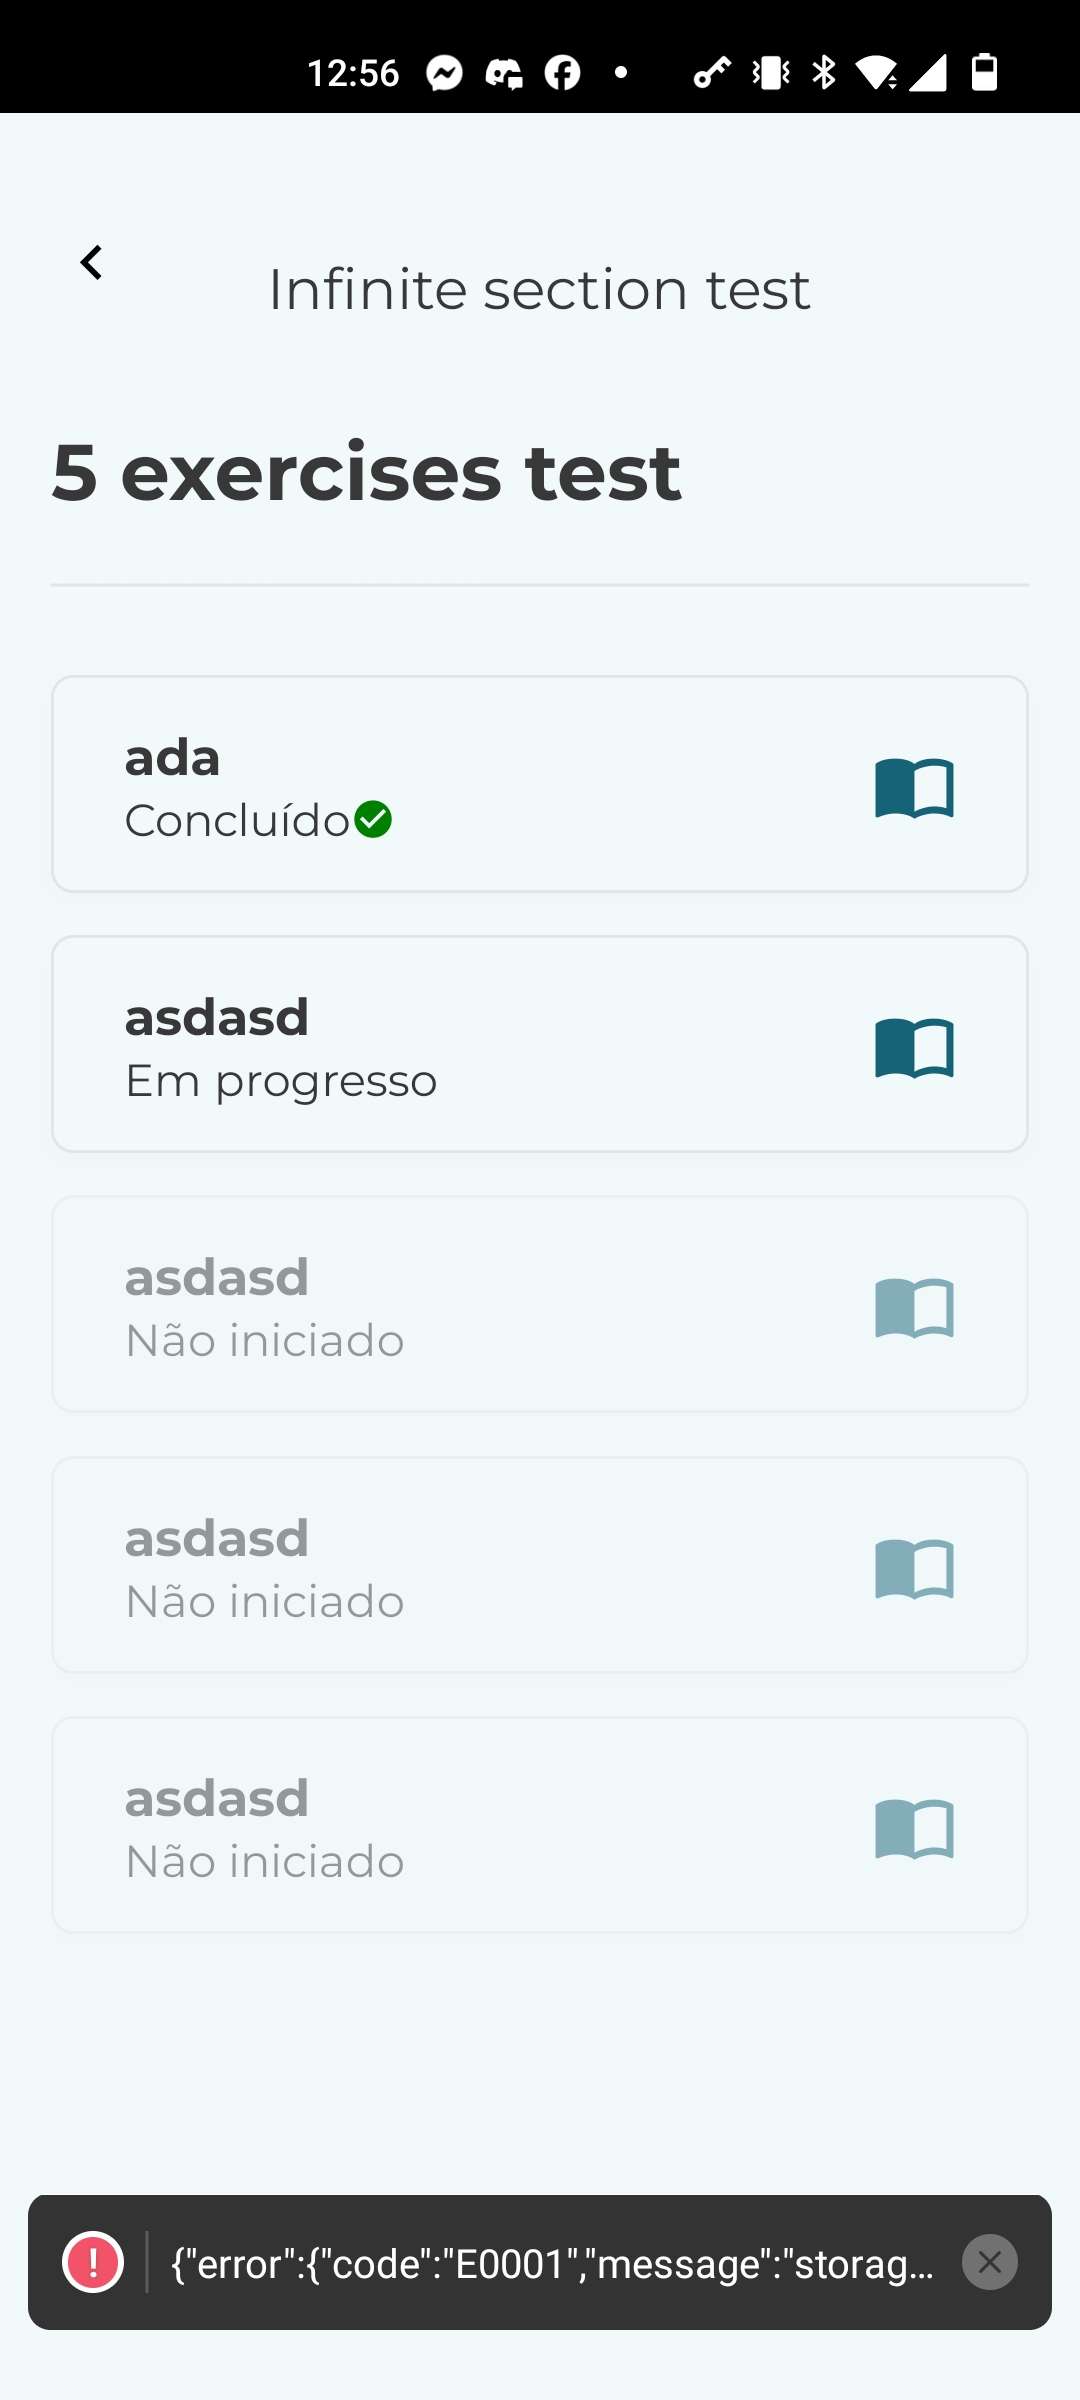 12:56
Infinite section test
5 exercises test
ada
Concluído
asdasd
Em progresso
asdasd
Não iniciado
asdasd
Não iniciado
asdasd
Não iniciado
{"error":{"code":"E0001","message":"storag...